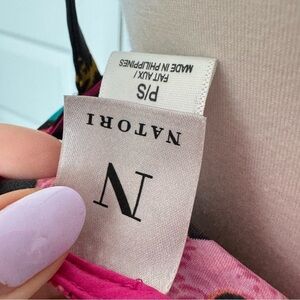 P/S
FAIT AUX/
MADE IN PHILIPPINES
N
NATORI